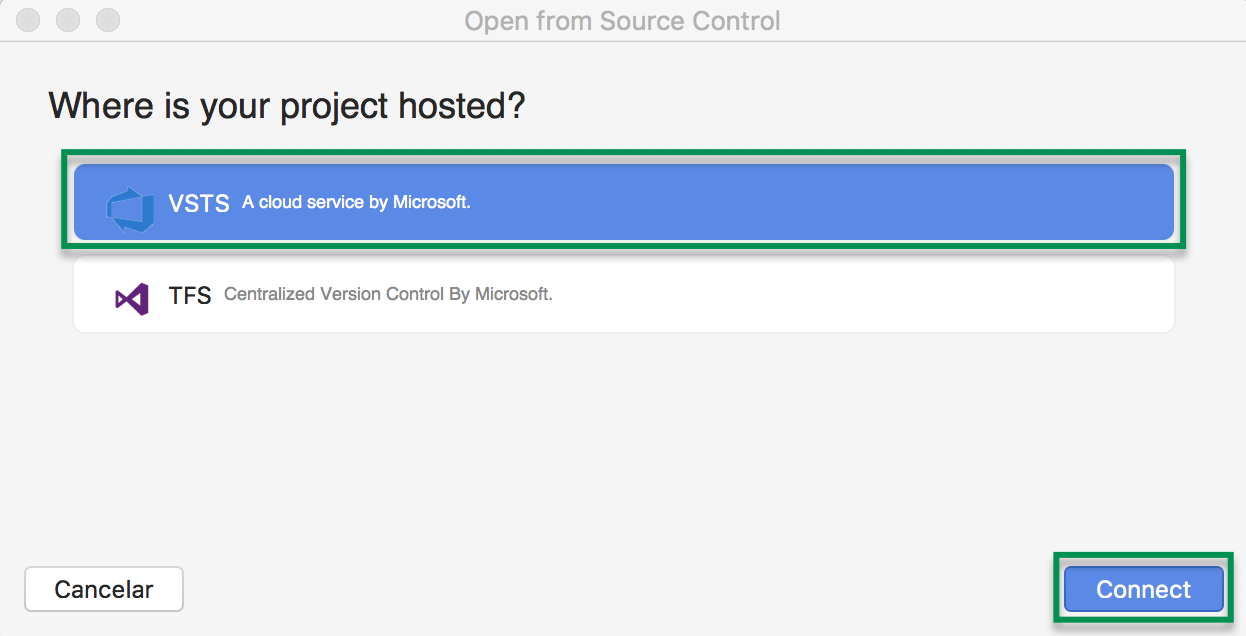 Open from Source Control
Where is your project hosted?
VSTS A cloud service by Microsoft.
TFS Centralized Version Control By Microsoft.
Cancelar Connect